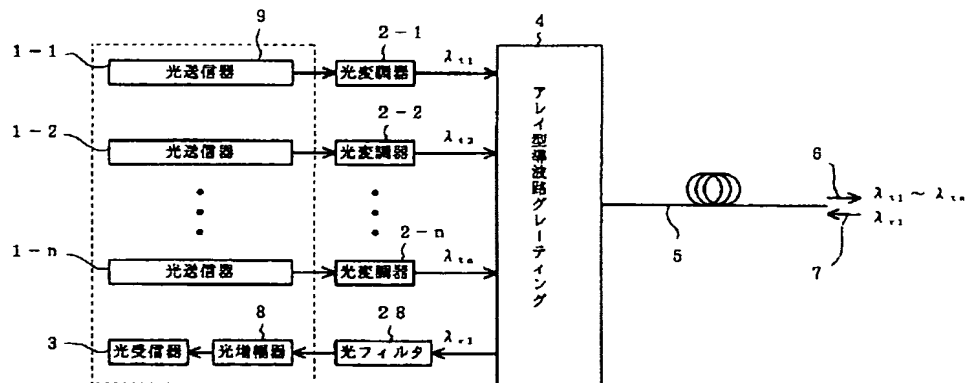 9
2-1
4
1-1
光送信器
光変調器
λt1
1-2
2-2
光送信器
光変調器
λt2
アレイ型導波路グレーティング
6
λt1〜λtn
λr1
5
7
1-n
2-n
光送信器
光変調器
λtn
8
28
λr1
3
光受信器
光増幅器
光フィルタ